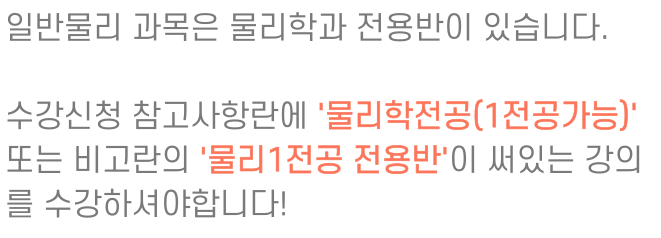 일반물리 과목은 물리학과 전용반이 있습니다.
수강신청 참고사항란에 '물리학전공(1전공가능)'
또는 비고란의 '물리1전공 전용반'이 써있는 강의
를 수강하셔야합니다!